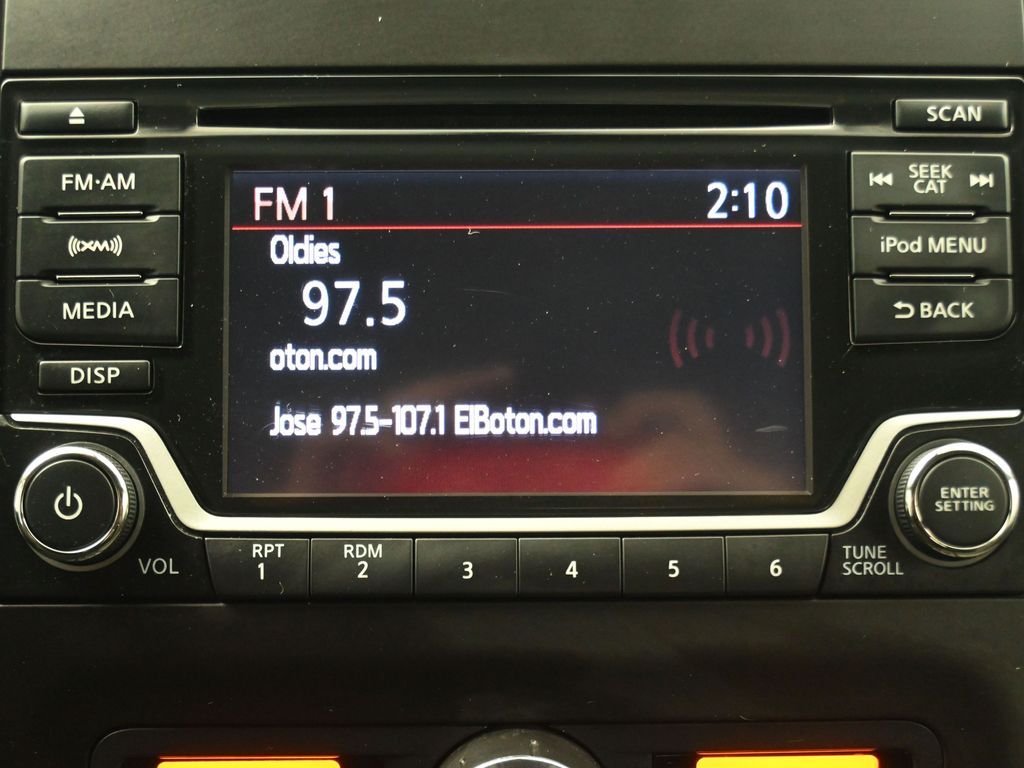 SCAN
FM·AM
SEEK
CAT
XM
iPod MENU
MEDIA
BACK
DISP
FM 1 2:10
Oldies
97.5
oton.com
Jose 97.5-107.1 ElBoton.com
ENTER
SETTING
VOL
RPT
1
RDM
2
3
4
5
6
TUNE
SCROLL